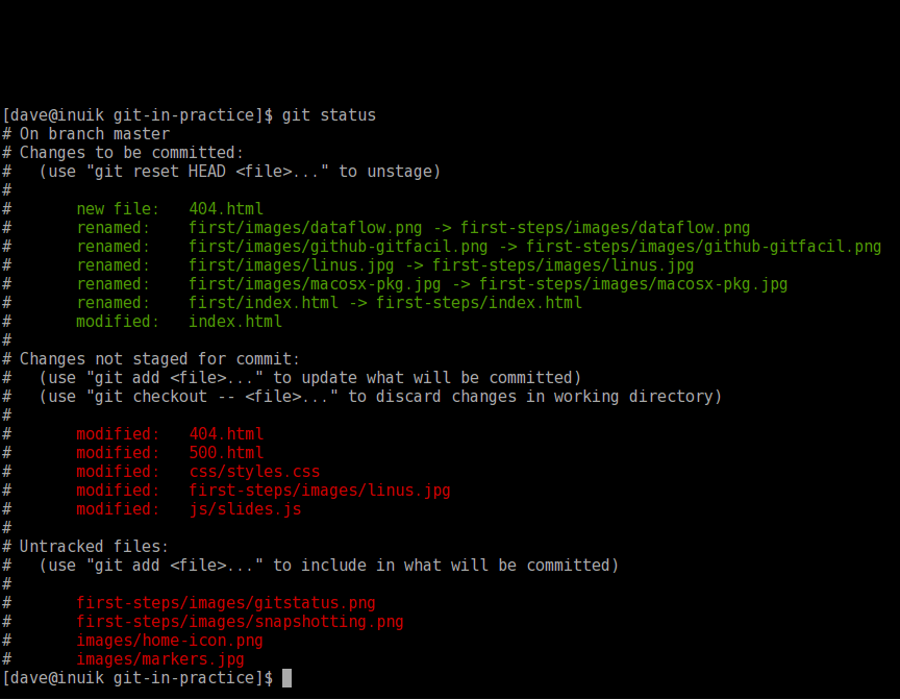 [dave@inuik git-in-practice]$ git status
# On branch master
# Changes to be committed:
#   (use "git reset HEAD <file>..." to unstage)
#
#       new file:   404.html
#       renamed:    first/images/dataflow.png -> first-steps/images/dataflow.png
#       renamed:    first/images/github-gitfacil.png -> first-steps/images/github-gitfacil.png
#       renamed:    first/images/linus.jpg -> first-steps/images/linus.jpg
#       renamed:    first/images/macosx-pkg.jpg -> first-steps/images/macosx-pkg.jpg
#       renamed:    first/index.html -> first-steps/index.html
#       modified:   index.html
#
# Changes not staged for commit:
#   (use "git add <file>..." to update what will be committed)
#   (use "git checkout -- <file>..." to discard changes in working directory)
#
#       modified:   404.html
#       modified:   500.html
#       modified:   css/styles.css
#       modified:   first-steps/images/linus.jpg
#       modified:   js/slides.js
#
# Untracked files:
#   (use "git add <file>..." to include in what will be committed)
#
#       first-steps/images/gitstatus.png
#       first-steps/images/snapshotting.png
#       images/home-icon.png
#       images/markers.jpg
[dave@inuik git-in-practice]$